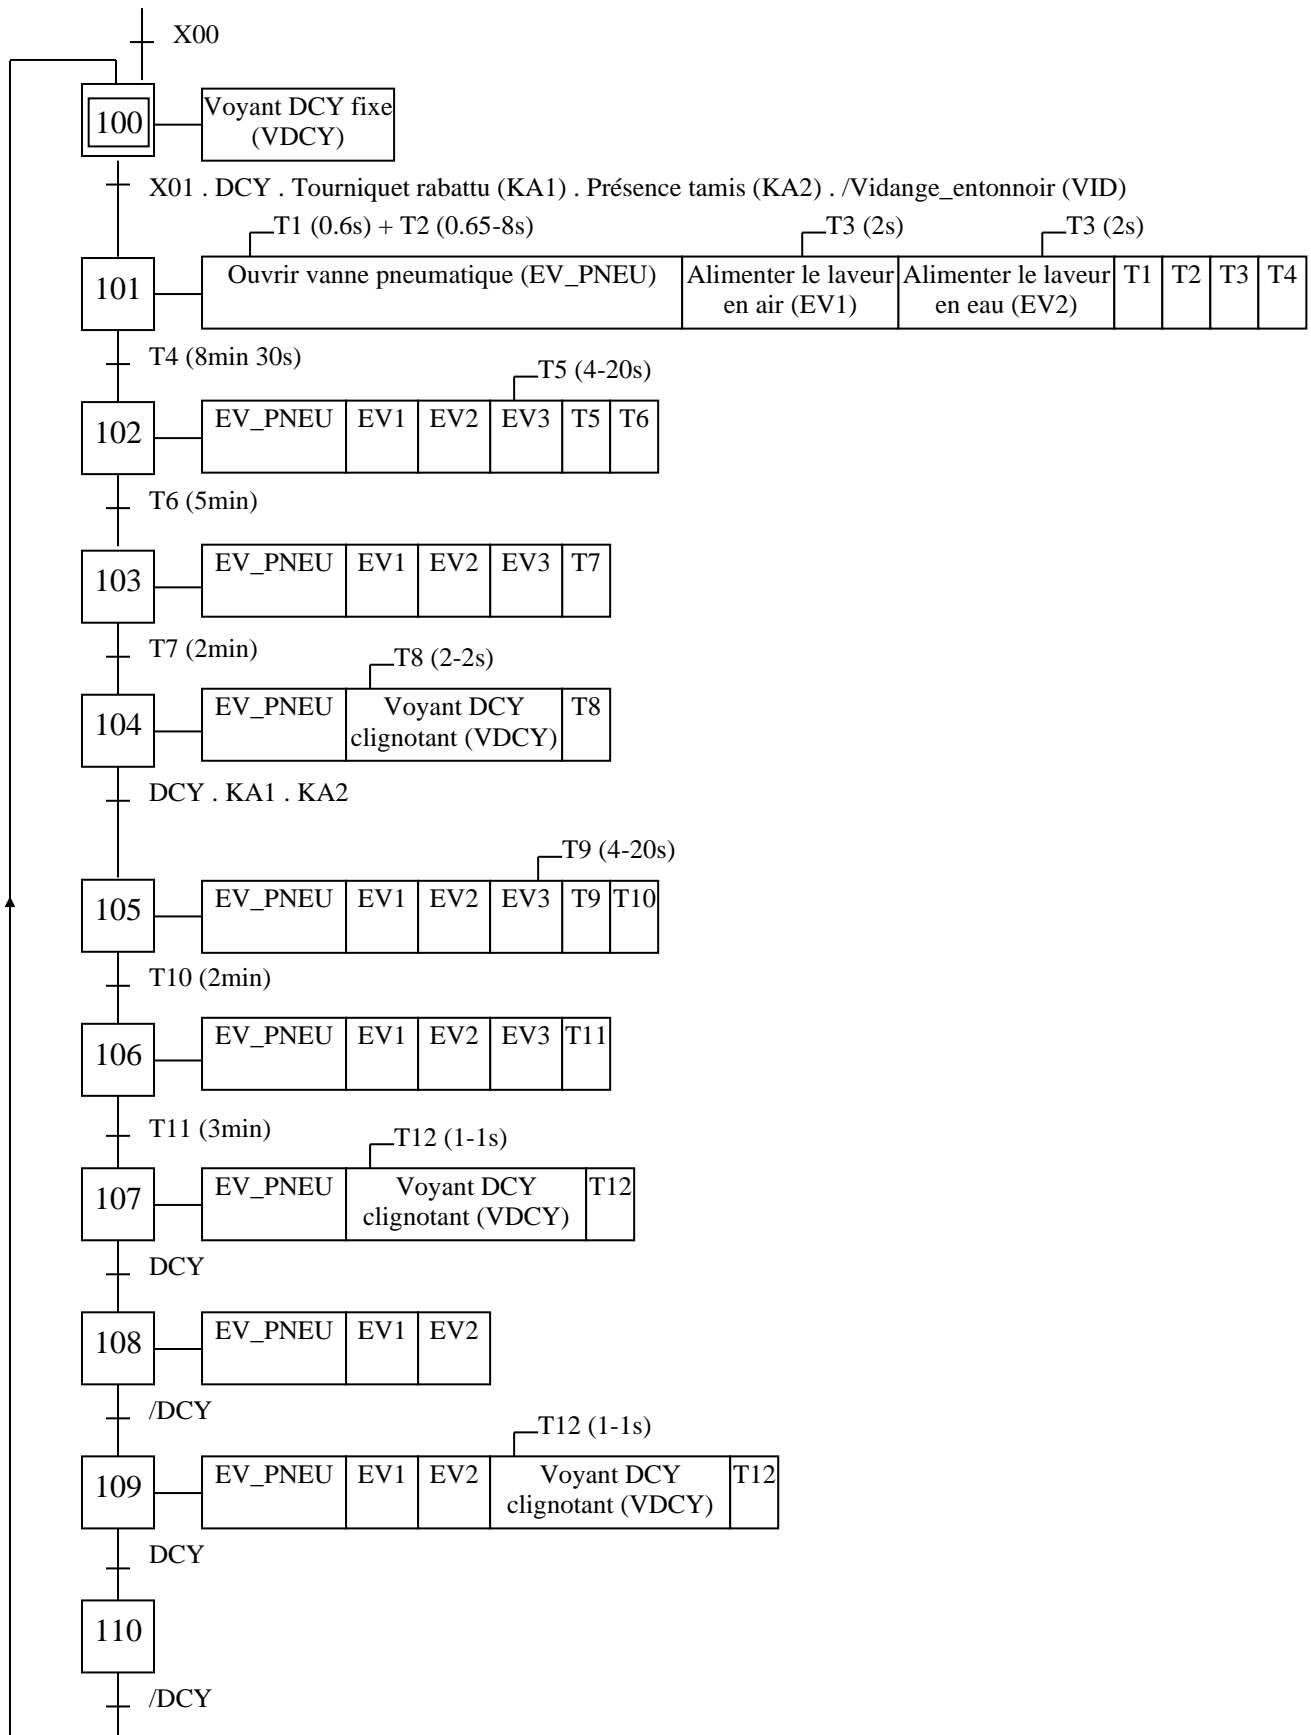 X00
100
Voyant DCY fixe
(VDCY)
X01 . DCY . Tourniquet rabattu (KA1) . Présence tamis (KA2) . /Vidange_entonnoir (VID)
T1 (0.6s) + T2 (0.65-8s)
T3 (2s)
T3 (2s)
101
Ouvrir vanne pneumatique (EV_PNEU)
Alimenter le laveur
en air (EV1)
Alimenter le laveur
en eau (EV2)
T1
T2
T3
T4
T4 (8min 30s)
T5 (4-20s)
102
EV_PNEU
EV1
EV2
EV3
T5
T6
T6 (5min)
103
EV_PNEU
EV1
EV2
EV3
T7
T7 (2min)
T8 (2-2s)
104
EV_PNEU
Voyant DCY
clignotant (VDCY)
T8
DCY . KA1 . KA2
T9 (4-20s)
105
EV_PNEU
EV1
EV2
EV3
T9
T10
T10 (2min)
106
EV_PNEU
EV1
EV2
EV3
T11
T11 (3min)
T12 (1-1s)
107
EV_PNEU
Voyant DCY
clignotant (VDCY)
T12
DCY
108
EV_PNEU
EV1
EV2
/DCY
T12 (1-1s)
109
EV_PNEU
EV1
EV2
Voyant DCY
clignotant (VDCY)
T12
DCY
110
/DCY